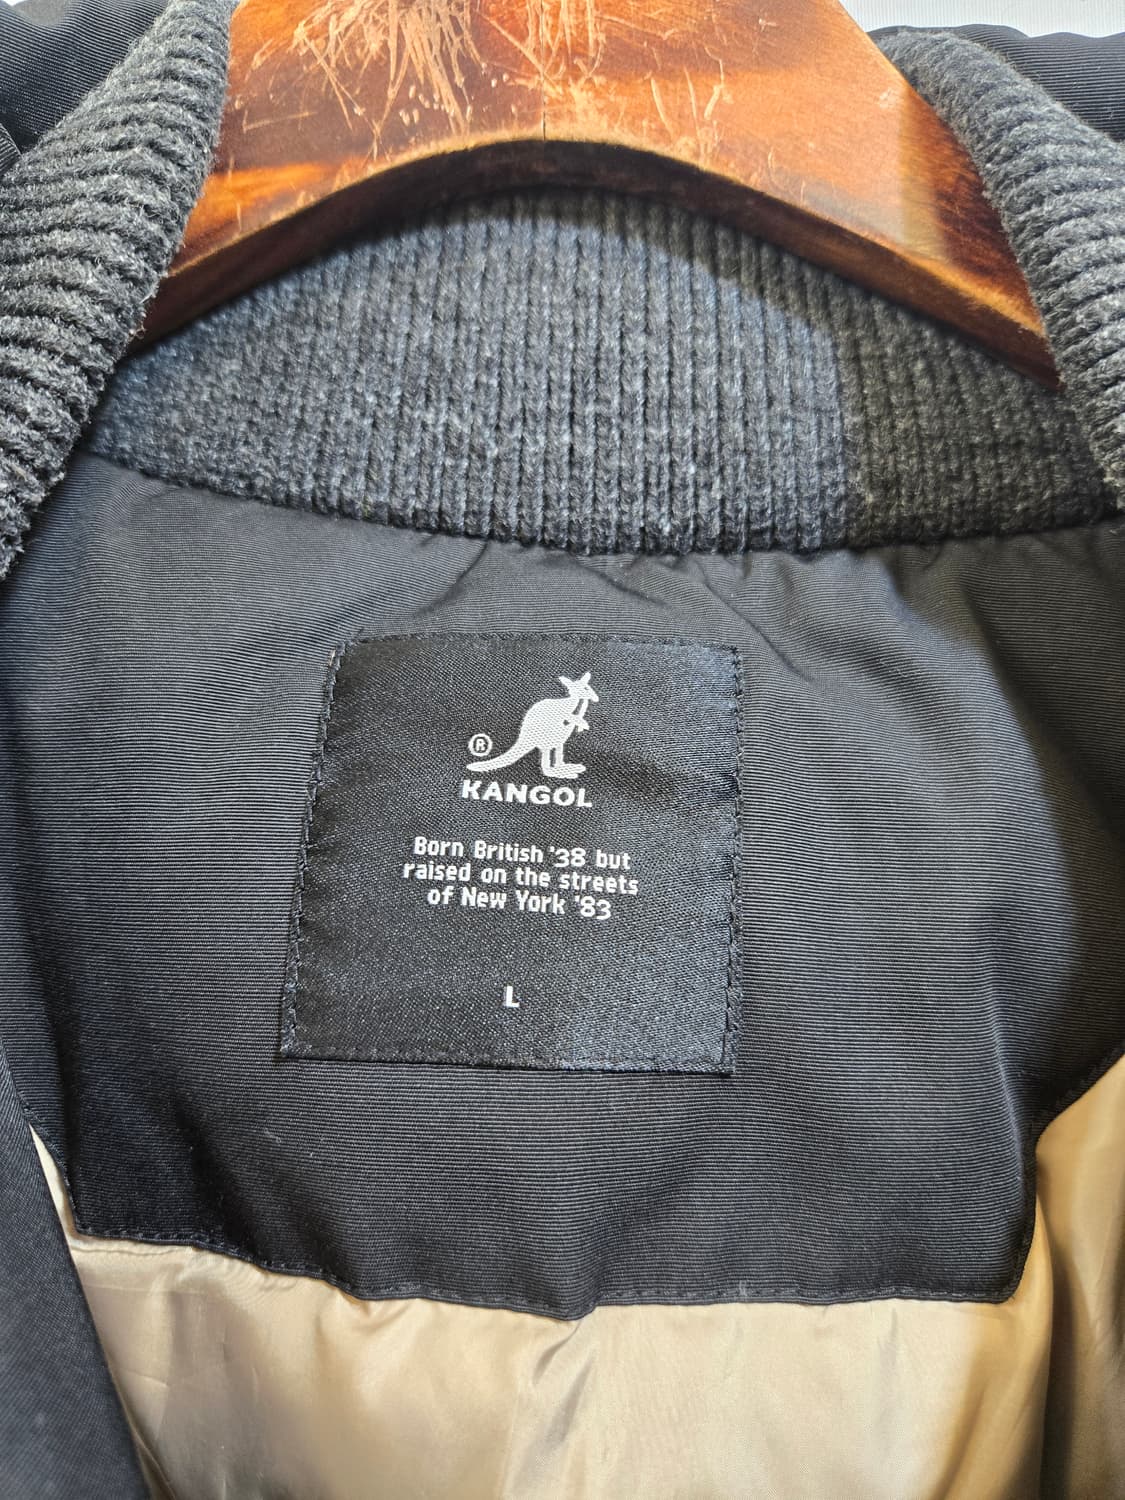 ®
KANGOL
Born British '38 but
raised on the streets
of New York '83
L